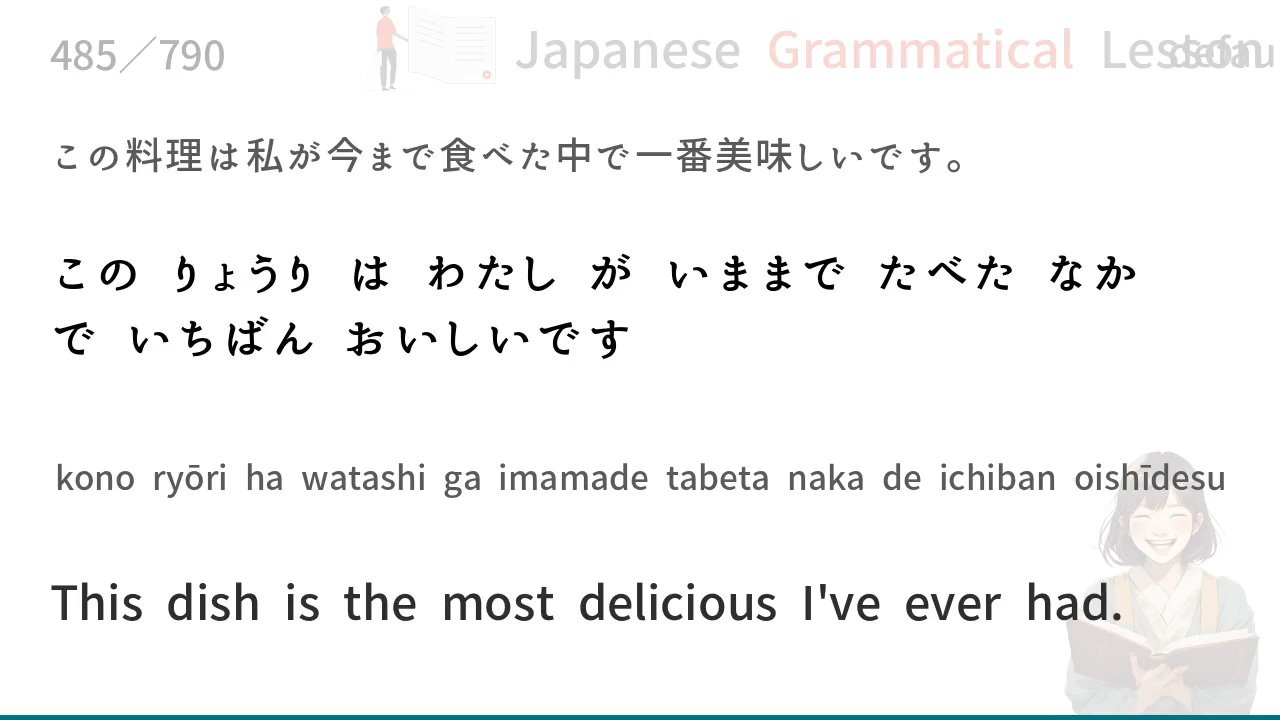 485／790
Japanese Grammatical Lesson
この料理は私が今まで食べた中で一番美味しいです。
この りょうり は わたし が いままで たべた なか
で いちばん おいしいです
kono ryōri ha watashi ga imamade tabeta naka de ichiban oishīdesu
This dish is the most delicious I've ever had.